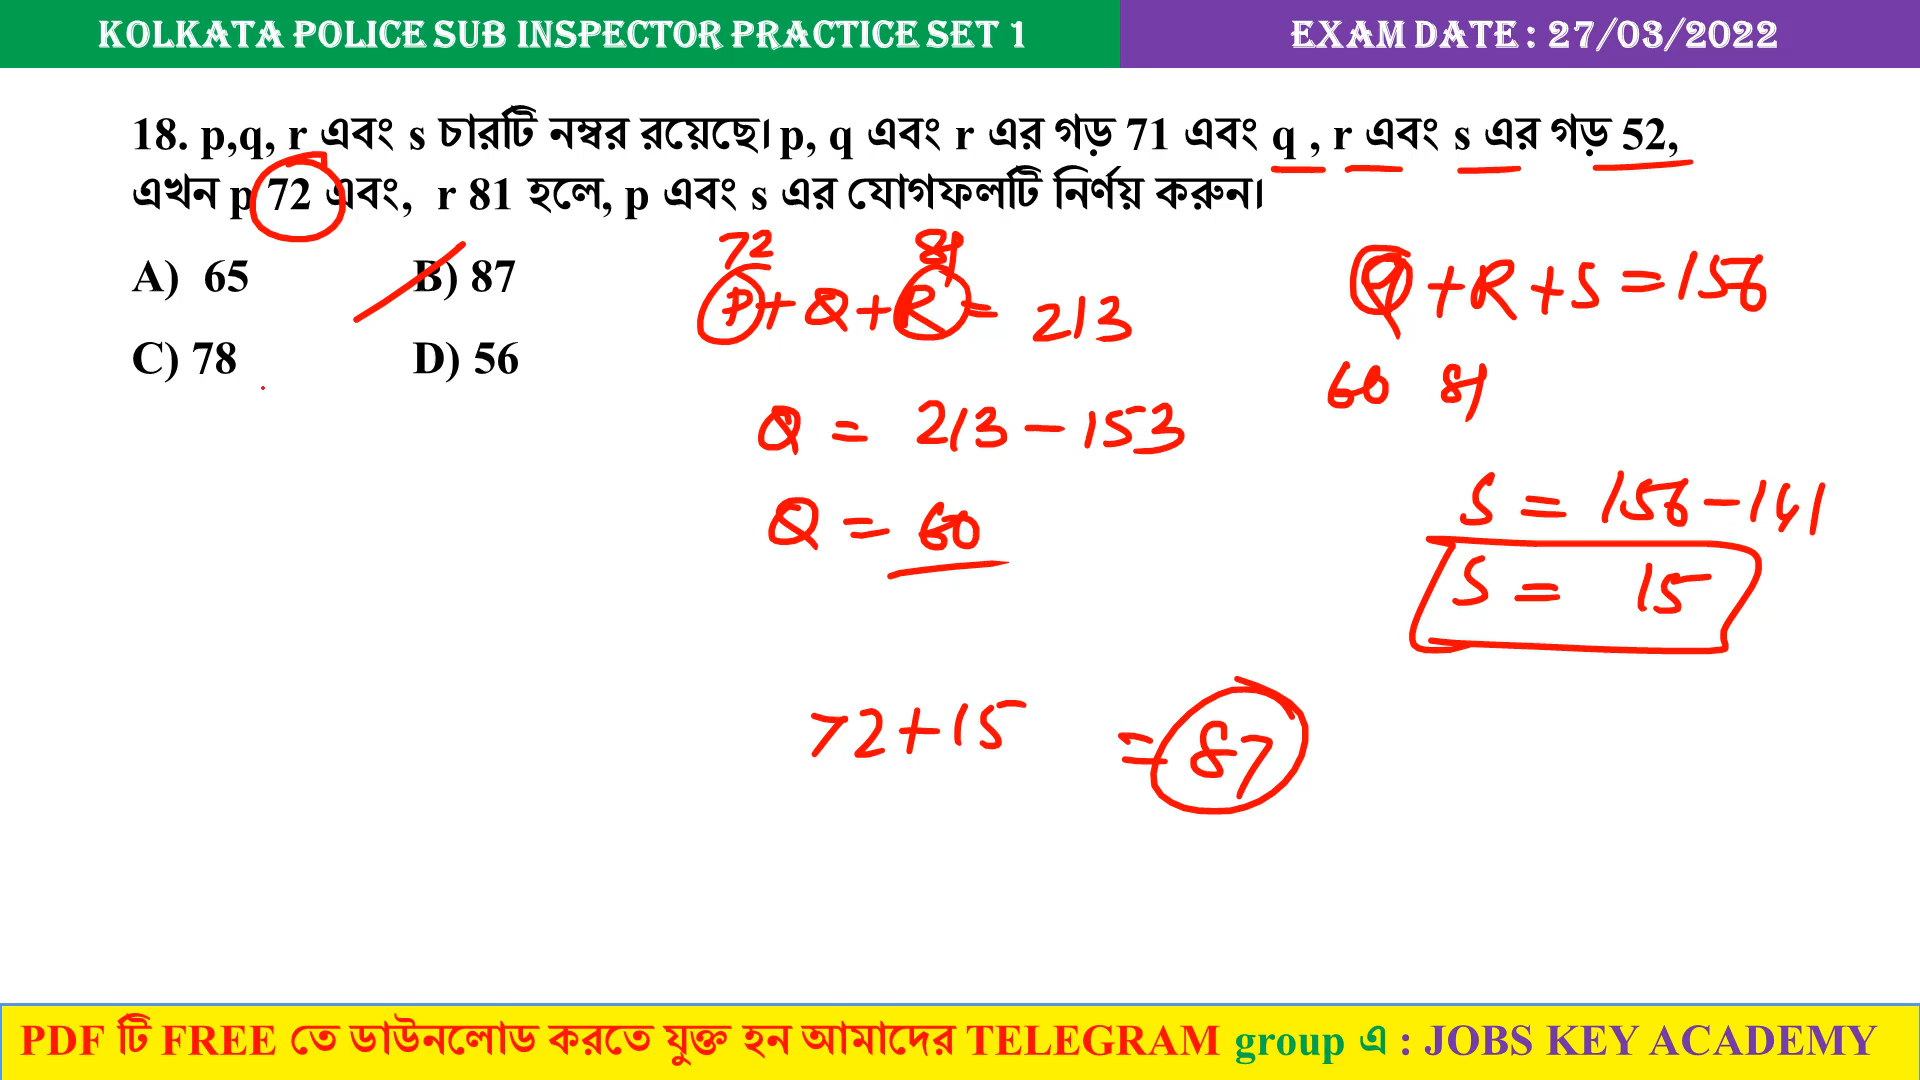 KOLKATA POLICE SUB INSPECTOR PRACTICE SET 1
EXAM DATE : 27/03/2022
18. p,q, r এবং s চারটি নম্বর রয়েছে। p, q এবং r এর গড় 71 এবং q , r এবং s এর গড় 52,
এখন p 72 এবং, r 81 হলে, p এবং s এর যোগফলটি নির্ণয় করুন।
A) 65
B) 87
C) 78
D) 56
72 81
P + Q + R = 213
Q = 213 - 153
Q = 60
Q + R + S = 156
60 81
S = 156 - 141
S = 15
72 + 15 = 87
PDF টি FREE তে ডাউনলোড করতে যুক্ত হন আমাদের TELEGRAM group এ : JOBS KEY ACADEMY